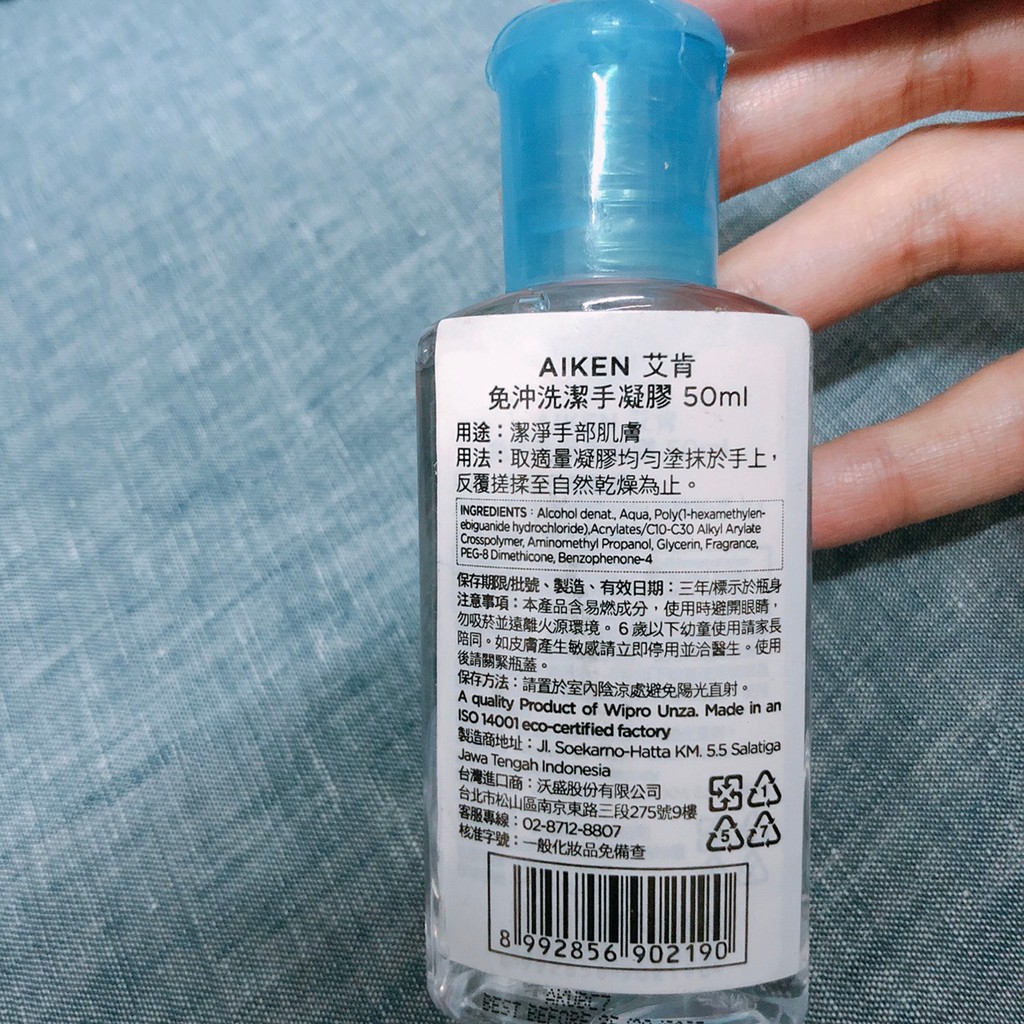 AIKEN 艾肯
免沖洗潔手凝膠 50ml
用途：潔淨手部肌膚
用法：取適量凝膠均勻塗抹於手上，
反覆搓揉至自然乾燥為止。
INGREDIENTS：Alcohol denat., Aqua, Poly(1-hexamethylen-
ebiguanide hydrochloride),Acrylates/C10-C30 Alkyl Arylate
Crosspolymer, Aminomethyl Propanol, Glycerin, Fragrance,
PEG-8 Dimethicone, Benzophenone-4
保存期限/批號、製造、有效日期：三年/標示於瓶身
注意事項：本產品含易燃成分，使用時避開眼睛，
勿吸菸並遠離火源環境。6歲以下幼童使用請家長
陪同。如皮膚產生敏感請立即停用並洽醫生。使用
後請關緊瓶蓋。
保存方法：請置於室內陰涼處避免陽光直射。
A quality Product of Wipro Unza. Made in an
ISO 14001 eco-certified factory
製造商地址：Jl. Soekarno-Hatta KM. 5.5 Salatiga
Jawa Tengah Indonesia
台灣進口商：沃盛股份有限公司
台北市松山區南京東路三段275號9樓
客服專線：02-8712-8807
核准字號：一般化妝品免備查
1
5 7
8 992856 902190
BEST BEFORE